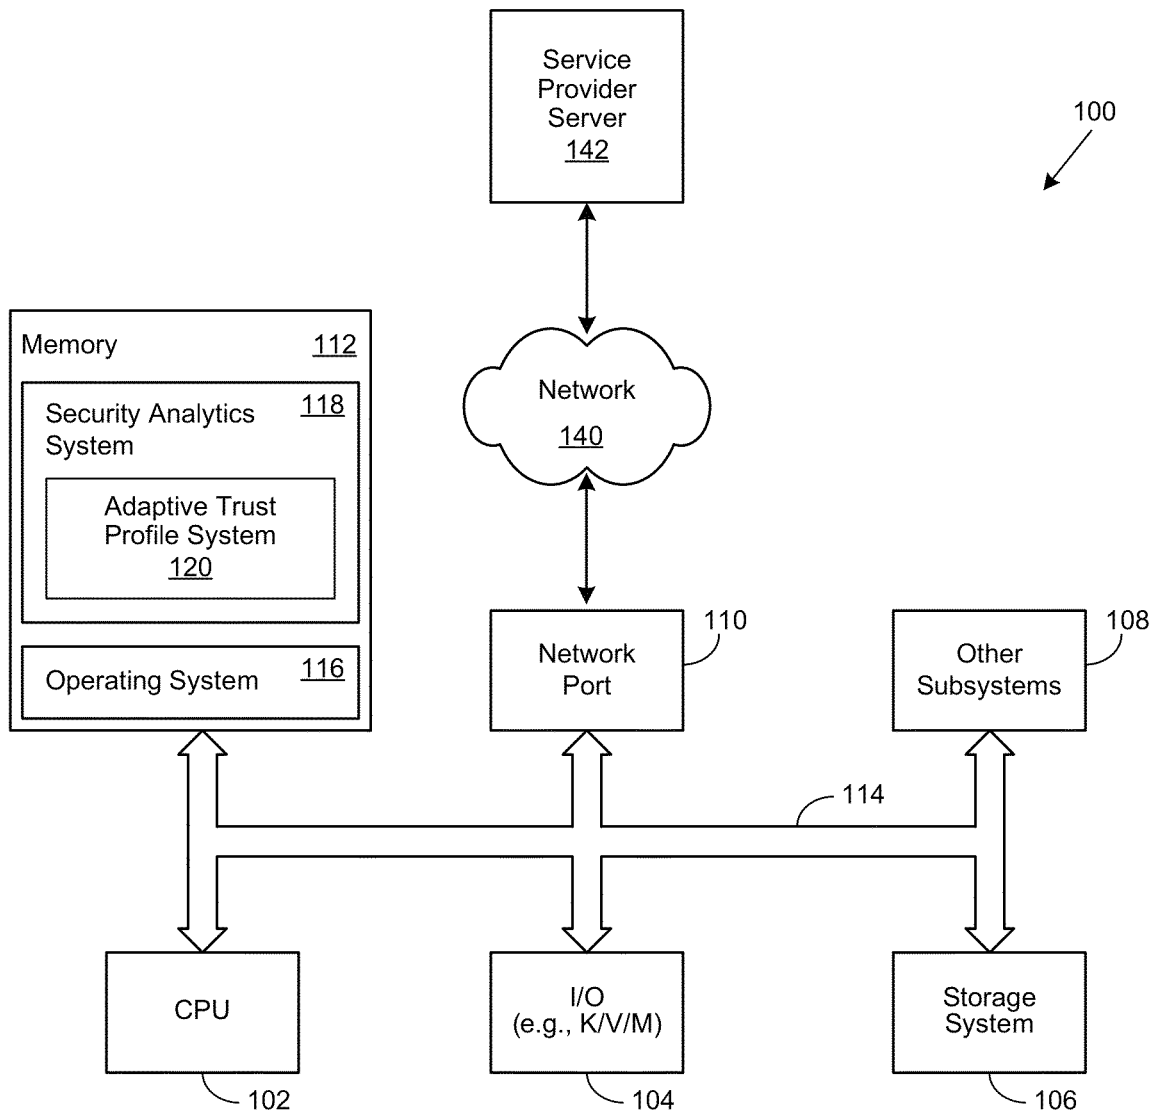 Service
Provider
Server
142
100
Memory 112
Security Analytics 118
System
Adaptive Trust
Profile System
120
Operating System 116
Network
140
Network
Port
110
Other
Subsystems
108
114
CPU
102
I/O
(e.g., K/V/M)
104
Storage
System
106